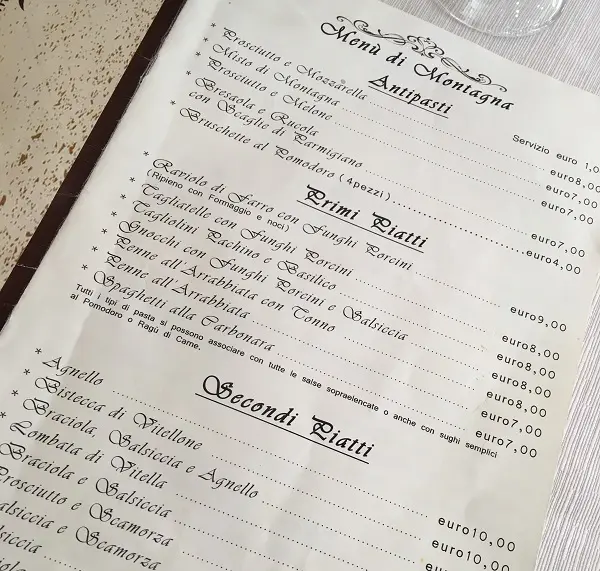 Menù di Montagna
Servizio euro 1,0
Antipasti
* Prosciutto e Mozzarella euro8,00
* Misto di Montagna euro7,00
* Prosciutto e Melone euro7,00
* Bresaola e Rucola
con Scaglie di Parmigiano euro7,00
* Bruschette al Pomodoro (4pezzi) euro4,00
Primi Piatti
* Raviolo di Farro con Funghi Porcini euro9,00
(Ripieno con Formaggio e noci)
* Tagliatelle con Funghi Porcini euro8,00
* Tagliolini Pachino e Basilico euro8,00
* Gnocchi con Funghi Porcini e Salsiccia euro8,00
* Penne all'Arrabbiata con Tonno euro8,00
* Penne all'Arrabbiata euro7,00
* Spaghetti alla Carbonara euro7,00
Tutti i tipi di pasta si possono associare con tutte le salse sopraelencate o anche con sughi semplici
al Pomodoro o Ragù di Carne.
Secondi Piatti
* Agnello euro10,00
* Bistecca di Vitellone euro10,00
* Braciola, Salsiccia e Agnello
* Lombata di Vitella
Braciola e Salsiccia
Prosciutto e Scamorza
alsiccia e Scamorza